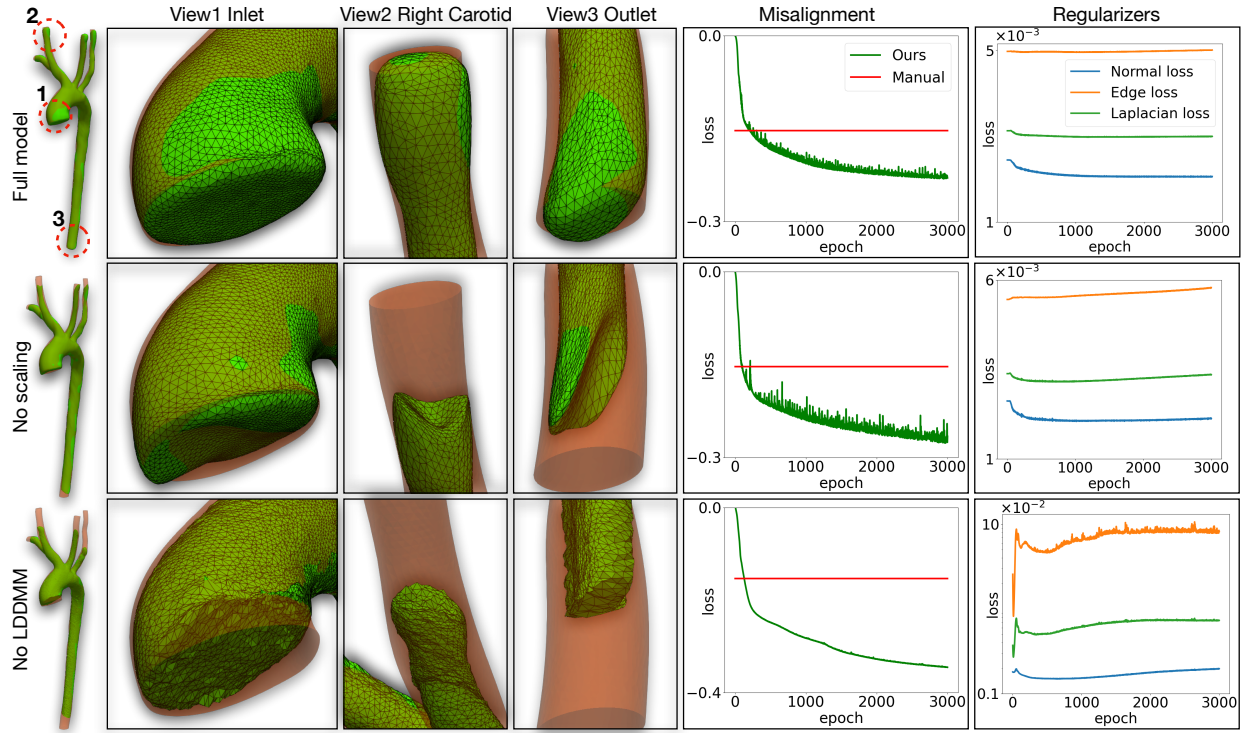 View1 Inlet
View2 Right Carotid
View3 Outlet
Misalignment
Regularizers
Full model
2
1
3
0.0
−0.3
loss
Ours
Manual
0 1000 2000 3000
epoch
×10⁻³
5
1
loss
Normal loss
Edge loss
Laplacian loss
0 1000 2000 3000
epoch
No scaling
0.0
−0.3
loss
0 1000 2000 3000
epoch
×10⁻³
6
1
loss
0 1000 2000 3000
epoch
No LDDMM
0.0
−0.4
loss
0 1000 2000 3000
epoch
×10⁻²
10
0.1
loss
0 1000 2000 3000
epoch